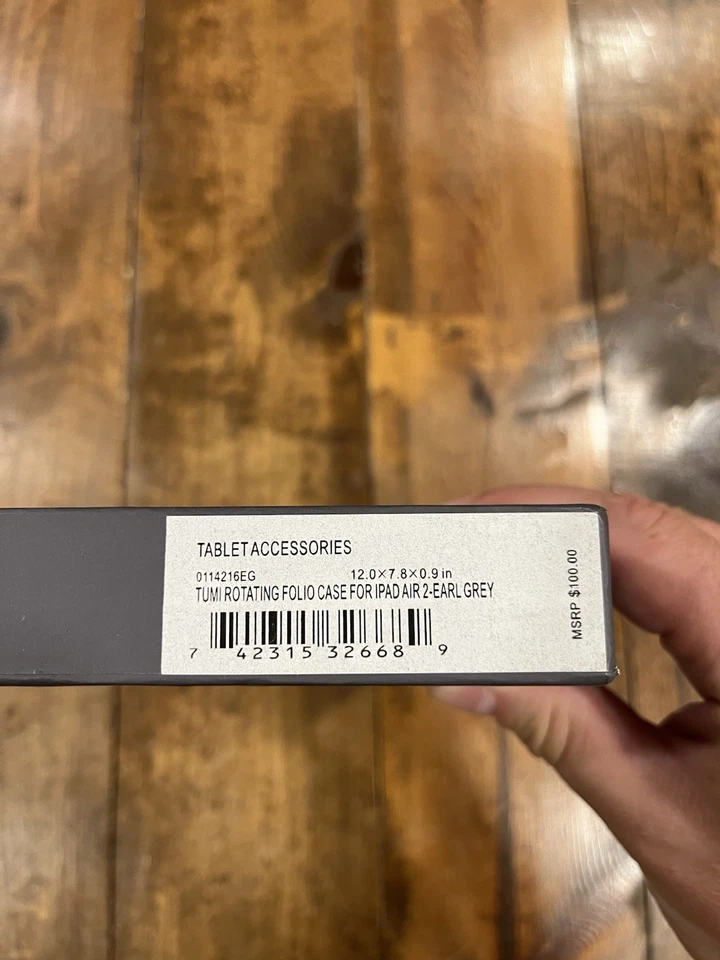 TABLET ACCESSORIES
0114216EG 12.0×7.8×0.9 in
TUMI ROTATING FOLIO CASE FOR IPAD AIR 2-EARL GREY
7 42315 32668 9
MSRP $100.00